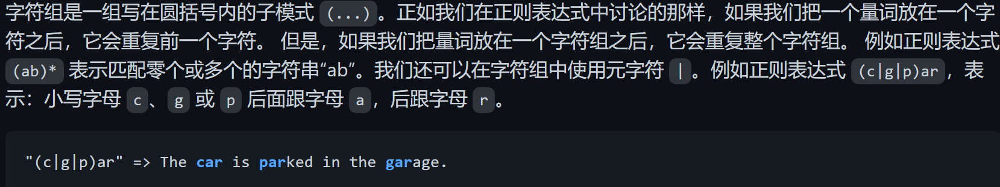 字符组是一组写在圆括号内的子模式 (...)。正如我们在正则表达式中讨论的那样，如果我们把一个量词放在一个字
符之后，它会重复前一个字符。 但是，如果我们把量词放在一个字符组之后，它会重复整个字符组。 例如正则表达式
(ab)* 表示匹配零个或多个的字符串“ab”。我们还可以在字符组中使用元字符 |。例如正则表达式 (c|g|p)ar，表
示：小写字母 c、g 或 p 后面跟字母 a，后跟字母 r。
"(c|g|p)ar" => The car is parked in the garage.